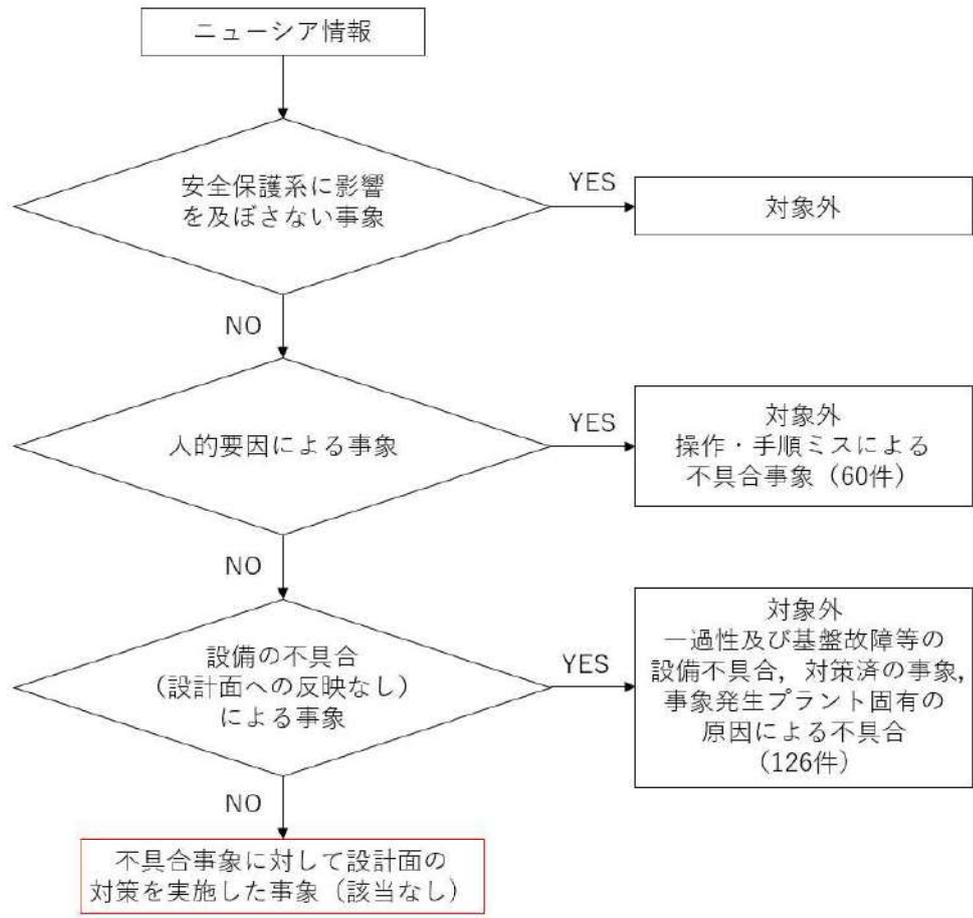 ニューシア情報
安全保護系に影響
を及ぼさない事象
YES
対象外
NO
人的要因による事象
YES
対象外
操作・手順ミスによる
不具合事象（60件）
NO
設備の不具合
（設計面への反映なし）
による事象
YES
対象外
一過性及び基盤故障等の
設備不具合，対策済の事象，
事象発生プラント固有の
原因による不具合
（126件）
NO
不具合事象に対して設計面の
対策を実施した事象（該当なし）